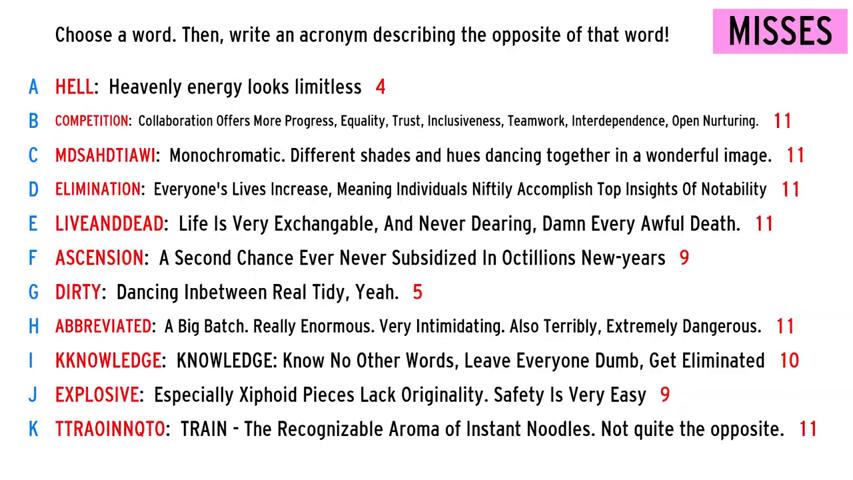 Choose a word. Then, write an acronym describing the opposite of that word!
MISSES
A HELL: Heavenly energy looks limitless 4
B COMPETITION: Collaboration Offers More Progress, Equality, Trust, Inclusiveness, Teamwork, Interdependence, Open Nurturing. 11
C MDSAHDTIAWI: Monochromatic. Different shades and hues dancing together in a wonderful image. 11
D ELIMINATION: Everyone's Lives Increase, Meaning Individuals Niftily Accomplish Top Insights Of Notability 11
E LIVEANDDEAD: Life Is Very Exchangable, And Never Dearing, Damn Every Awful Death. 11
F ASCENSION: A Second Chance Ever Never Subsidized In Octillions New-years 9
G DIRTY: Dancing Inbetween Real Tidy, Yeah. 5
H ABBREVIATED: A Big Batch. Really Enormous. Very Intimidating. Also Terribly, Extremely Dangerous. 11
I KKNOWLEDGE: KNOWLEDGE: Know No Other Words, Leave Everyone Dumb, Get Eliminated 10
J EXPLOSIVE: Especially Xiphoid Pieces Lack Originality. Safety Is Very Easy 9
K TTRAOINNQTO: TRAIN - The Recognizable Aroma of Instant Noodles. Not quite the opposite. 11